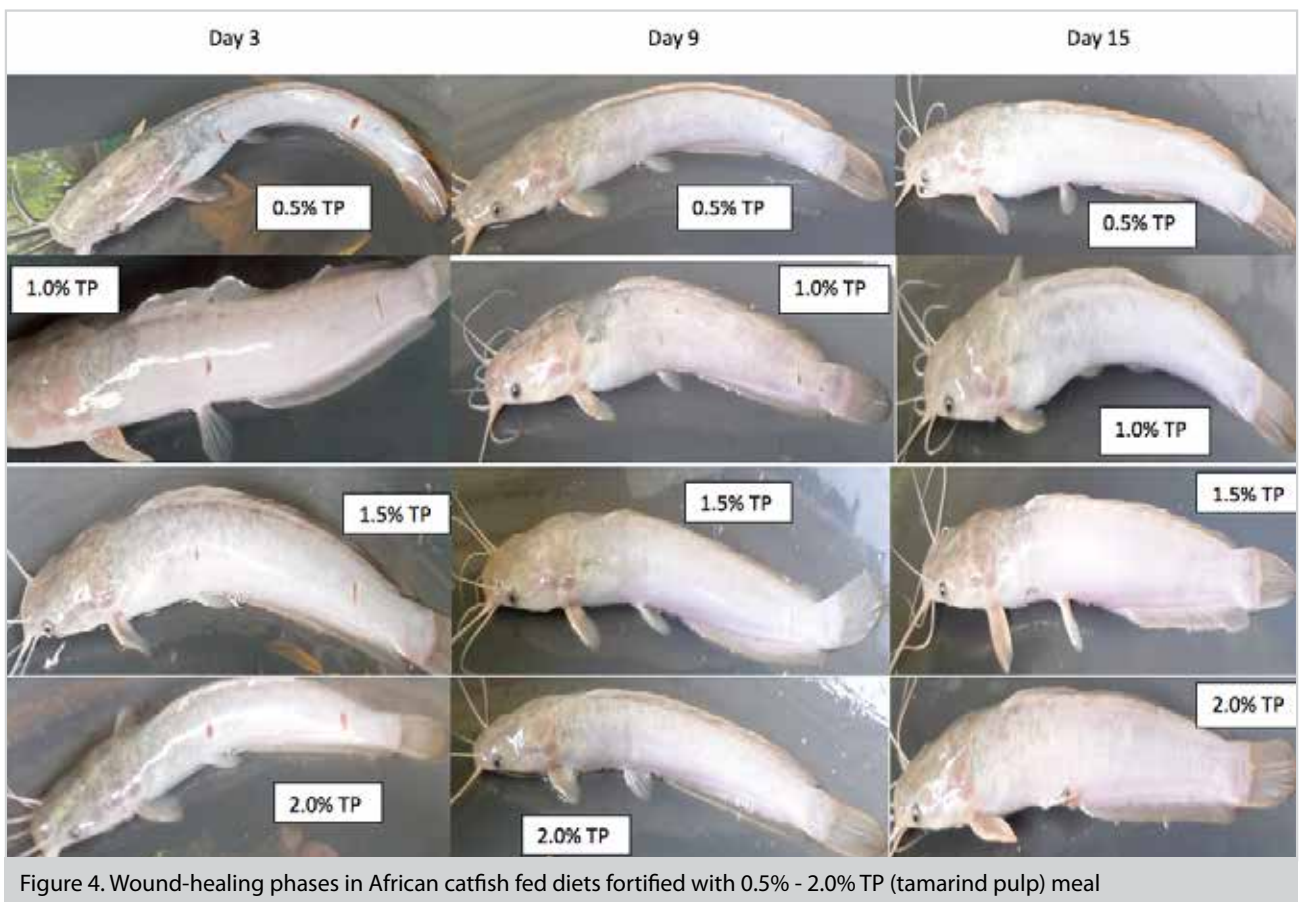 Day 3 Day 9 Day 15
0.5% TP 0.5% TP 0.5% TP
1.0% TP 1.0% TP 1.0% TP
1.5% TP 1.5% TP 1.5% TP
2.0% TP 2.0% TP 2.0% TP
Figure 4. Wound-healing phases in African catfish fed diets fortified with 0.5% - 2.0% TP (tamarind pulp) meal